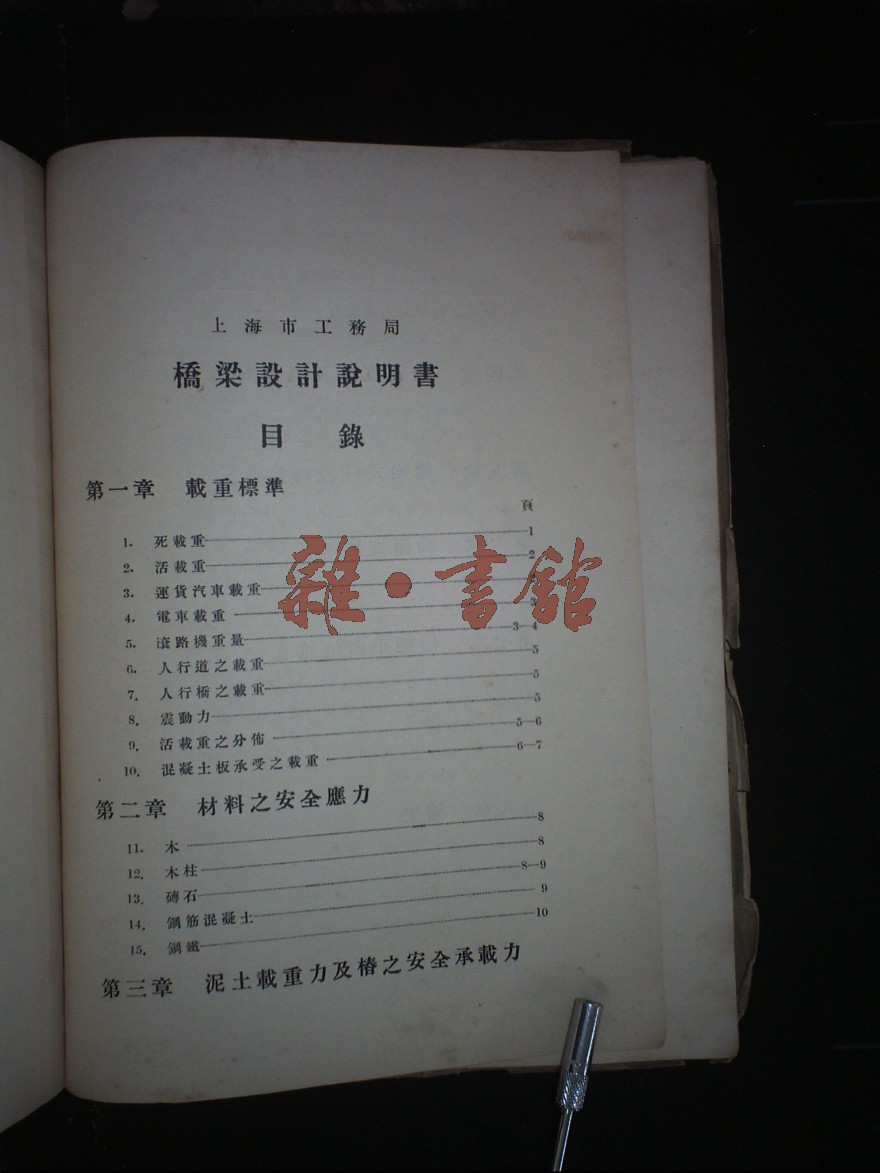 上海市工務局
橋梁設計說明書
目 錄
第一章 載重標準
頁
1. 死載重 1
2. 活載重 2
3. 運貨汽車載重
4. 電車載重 3
5. 滾路機重量 3—4
6. 人行道之載重 5
7. 人行橋之載重 5
8. 震動力 5
9. 活載重之分佈 5—6
10. 混凝土板承受之載重 6—7
第二章 材料之安全應力
11. 木 8
12. 木柱 8
13. 磚石 8—9
14. 鋼筋混凝土 9
15. 鋼鐵 10
第三章 泥土載重力及樁之安全承載力
雜·書館